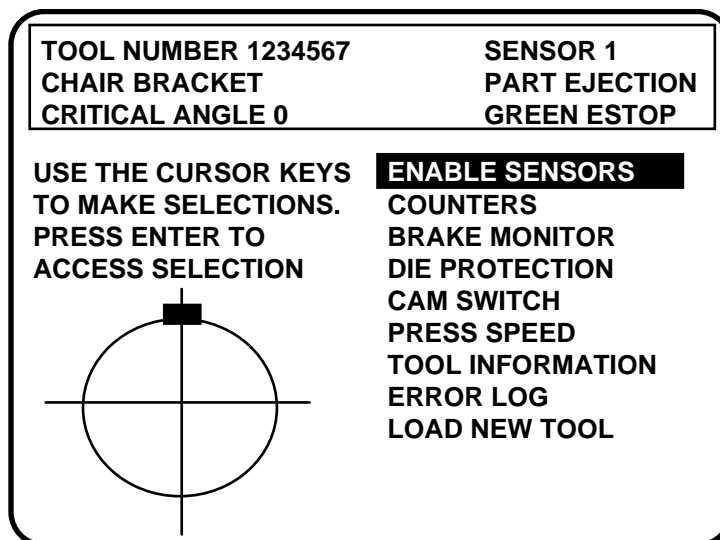 TOOL NUMBER 1234567
CHAIR BRACKET
CRITICAL ANGLE 0
SENSOR 1
PART EJECTION
GREEN ESTOP
USE THE CURSOR KEYS
TO MAKE SELECTIONS.
PRESS ENTER TO
ACCESS SELECTION
ENABLE SENSORS
COUNTERS
BRAKE MONITOR
DIE PROTECTION
CAM SWITCH
PRESS SPEED
TOOL INFORMATION
ERROR LOG
LOAD NEW TOOL